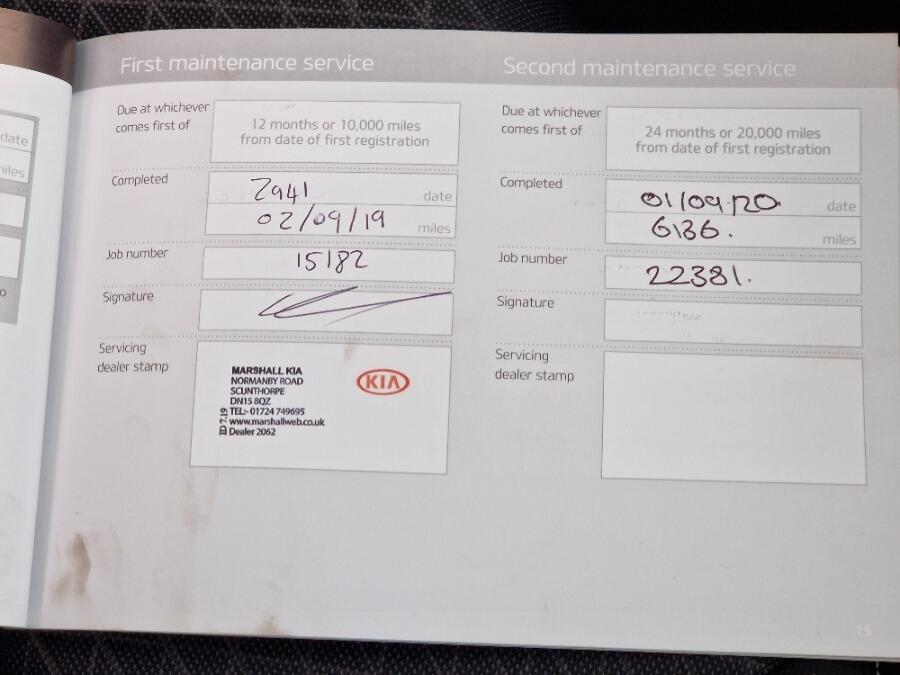 First maintenance service
Due at whichever
comes first of
12 months or 10,000 miles
from date of first registration
Completed
2941
date
02/09/19
miles
Job number
15182
Signature
Servicing
dealer stamp
MARSHALL KIA
NORMANBY ROAD
SCUNTHORPE
DN15 8QZ
TEL:- 01724 749695
www.marshallweb.co.uk
Dealer 2062
ID 7.19
KIA
Second maintenance service
Due at whichever
comes first of
24 months or 20,000 miles
from date of first registration
Completed
01/09/20
date
6136.
miles
Job number
22381.
Signature
Servicing
dealer stamp
15
date
miles
o